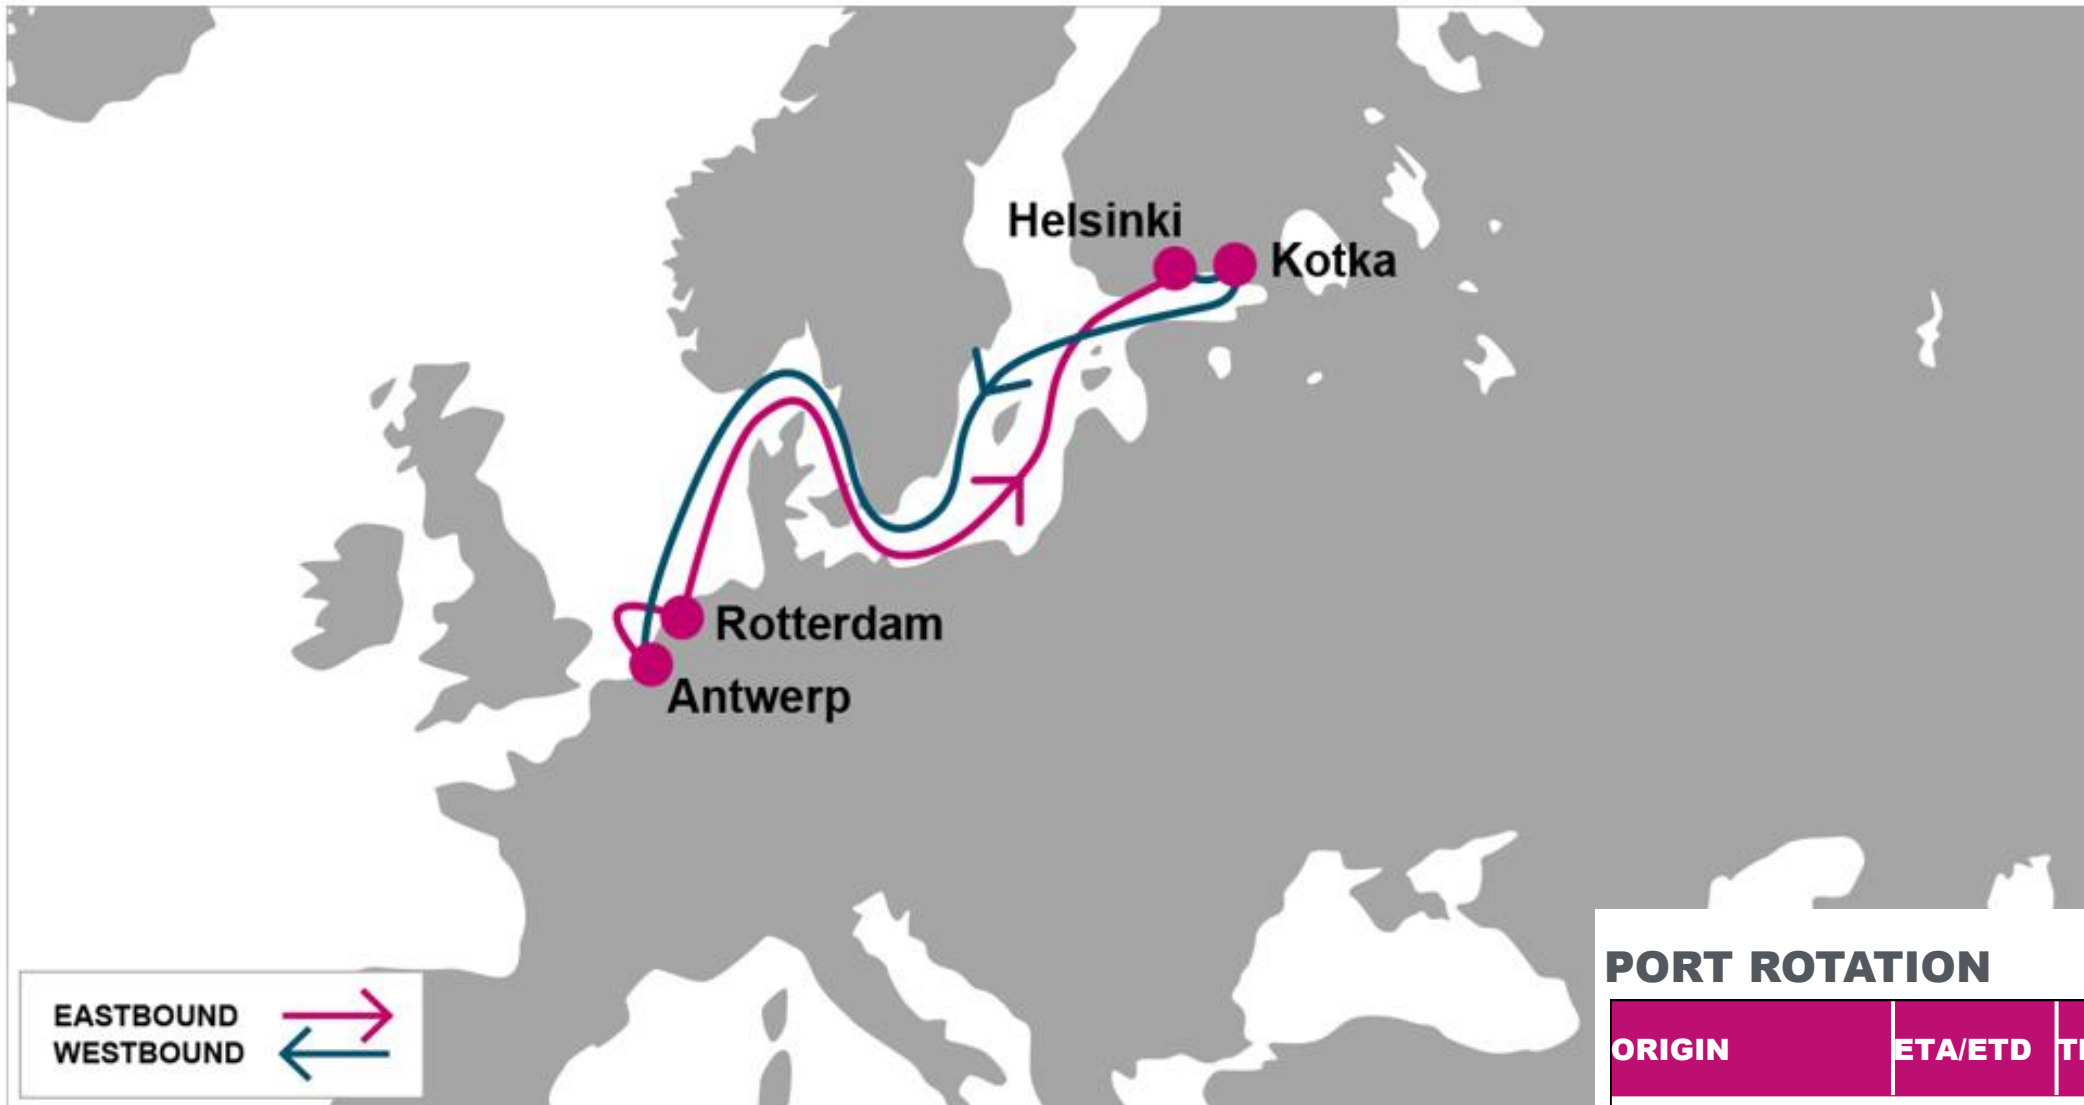 Helsinki
Kotka
Rotterdam
Antwerp
EASTBOUND
WESTBOUND
PORT ROTATION
ORIGIN ETA/ETD